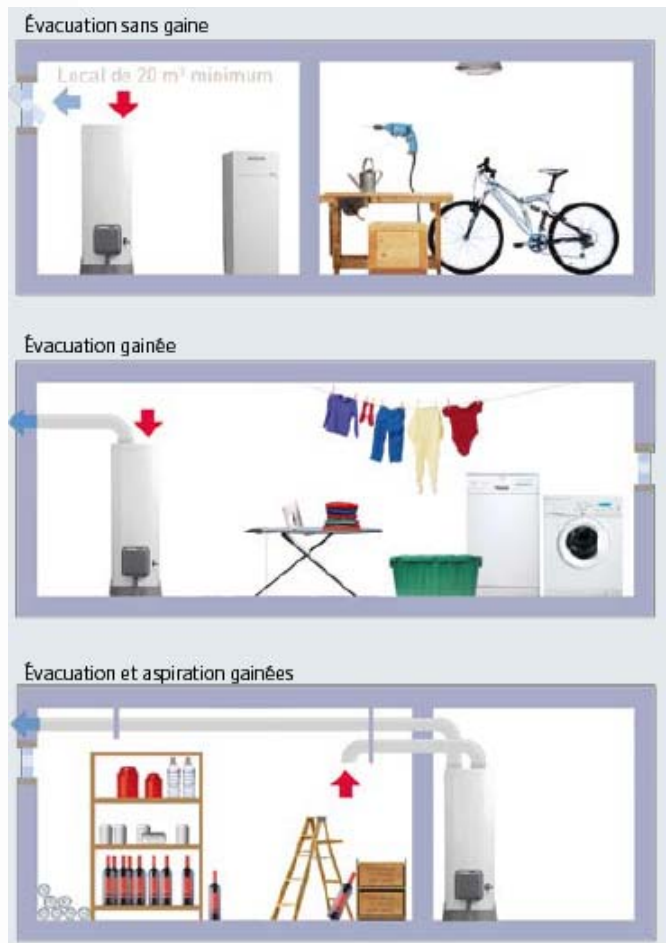 Évacuation sans gaine
Local de 20 m³ minimum
Évacuation gainée
Évacuation et aspiration gainées